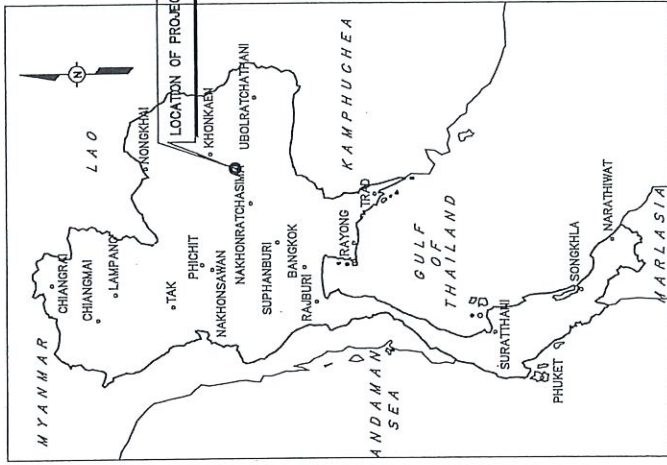 MYANMAR
LAO
CHIANGRAI
CHIANGMAI
LAMPANG
NONGKHAI
LOCATION OF PROJEC
TAK
PHICHIT
KHONKAEN
NAKHONSAWAN
NAKHONRATCHASIMA
UBOLRATCHATHANI
SUPHANBURI
BANGKOK
RAJBURI
KAMPHUCHEA
RAYONG
TRAD
GULF
OF
THAILAND
ANDAMAN
SEA
SURATTHANI
PHUKET
SONGKHLA
NARATHIWAT
MARLASIA
N